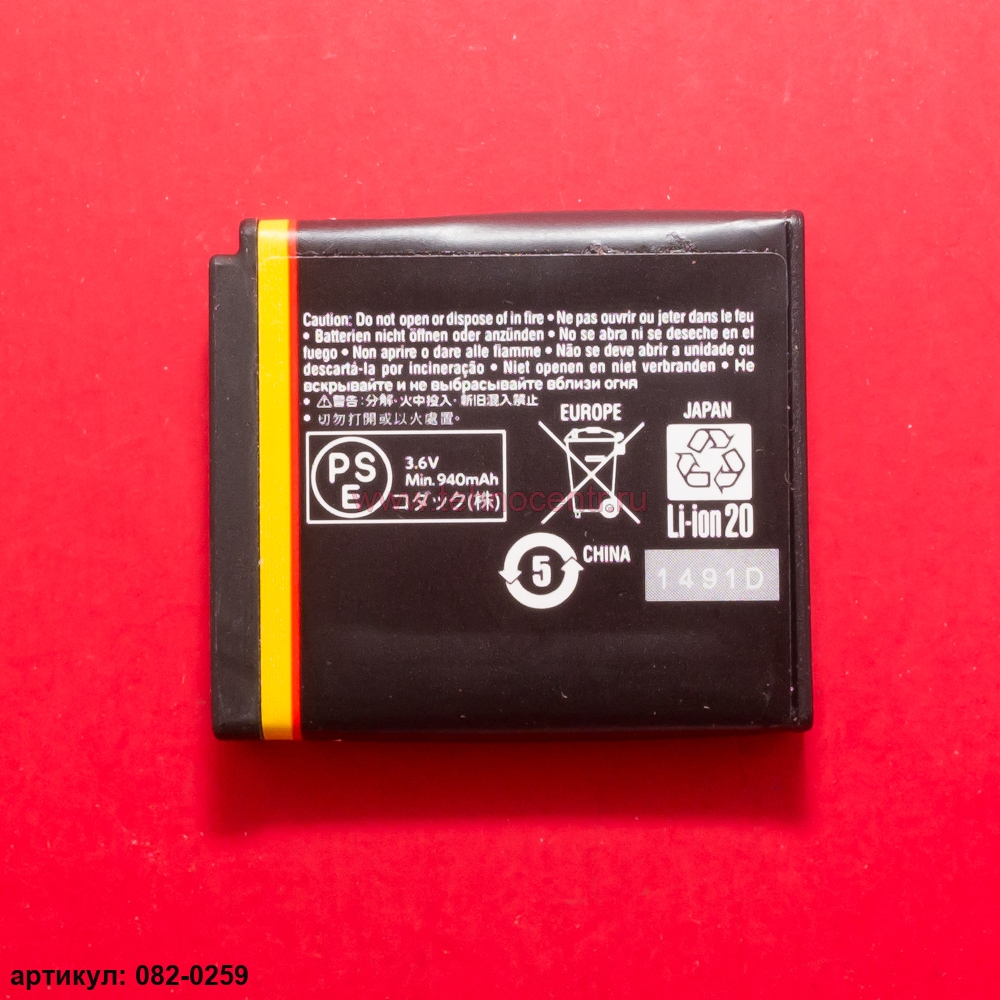 Caution: Do not open or dispose of in fire • Ne pas ouvrir ou jeter dans le feu
• Batterien nicht öffnen oder anzünden • No se abra ni se deseche en el
fuego • Non aprire o dare alle fiamme • Não se deve abrir a unidade ou
descartá-la por incineração • Niet openen en niet verbranden • Не
вскрывайте и не выбрасывайте вблизи огня
• ⚠警告:分解·火中投入·新旧混入禁止
• 切勿打開或以火處置。
EUROPE
JAPAN
PS
E
3.6V
Min. 940mAh
コダック(株)
www.tehnocentr.ru
Li-ion 20
5
CHINA
1491D
артикул: 082-0259